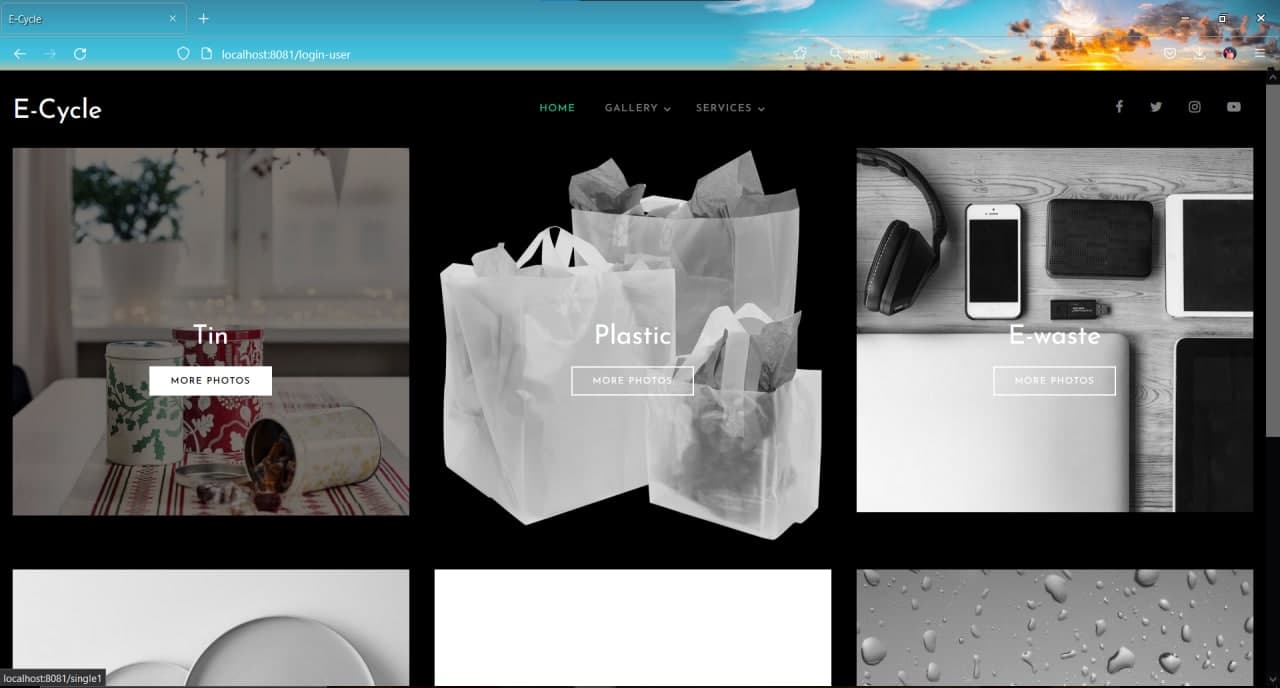 E-Cycle
localhost:8081/login-user
Search
E-Cycle
HOME GALLERY SERVICES
Tin
MORE PHOTOS
Plastic
MORE PHOTOS
E-waste
MORE PHOTOS
localhost:8081/single1